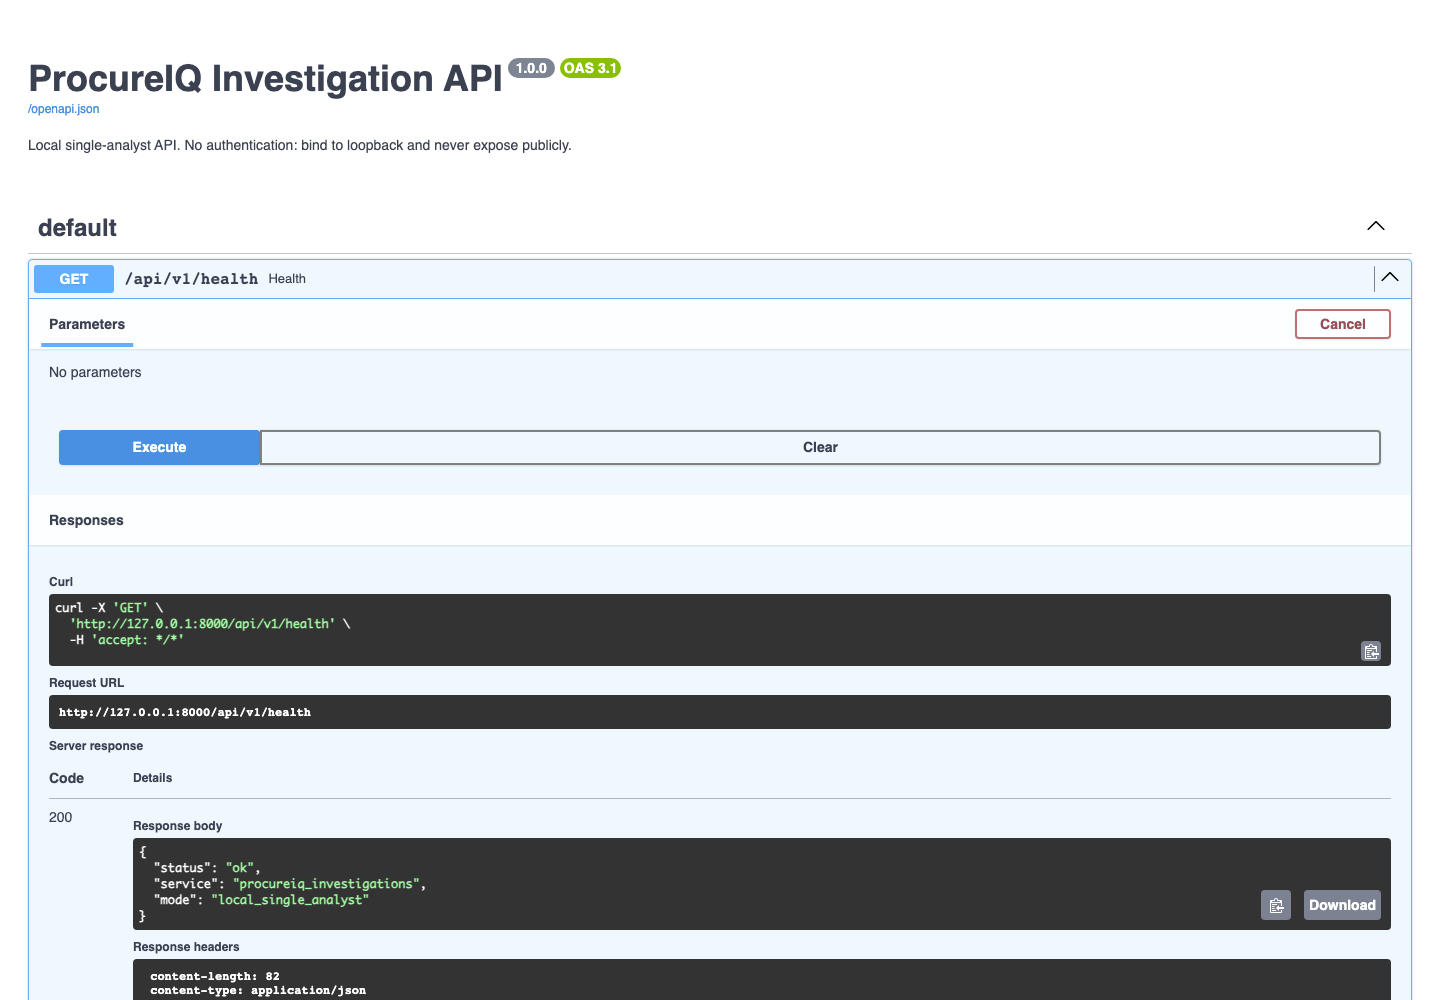 ProcureIQ Investigation API 1.0.0 OAS 3.1
/openapi.json
Local single-analyst API. No authentication: bind to loopback and never expose publicly.
default
GET /api/v1/health Health
Parameters
Cancel
No parameters
Execute
Clear
Responses
Curl
curl -X 'GET' \
  'http://127.0.0.1:8000/api/v1/health' \
  -H 'accept: */*'
Request URL
http://127.0.0.1:8000/api/v1/health
Server response
Code Details
200
Response body
{
  "status": "ok",
  "service": "procureiq_investigations",
  "mode": "local_single_analyst"
}
Download
Response headers
content-length: 82
content-type: application/json